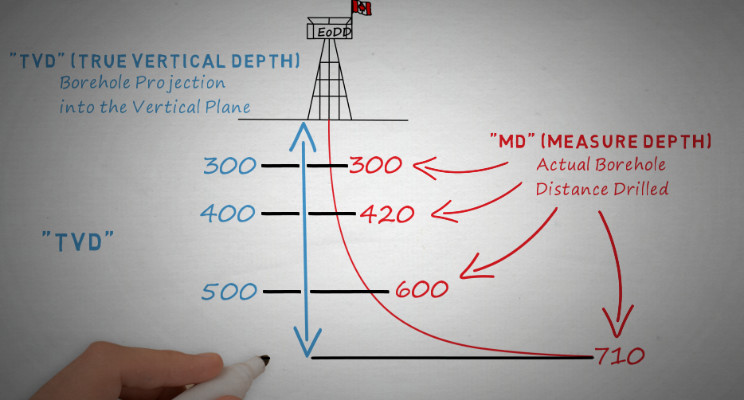 EoDD
"TVD" (TRUE VERTICAL DEPTH)
Borehole Projection
into the Vertical Plane
"MD" (MEASURE DEPTH)
Actual Borehole
Distance Drilled
300 300
400 420
"TVD"
500 600
710